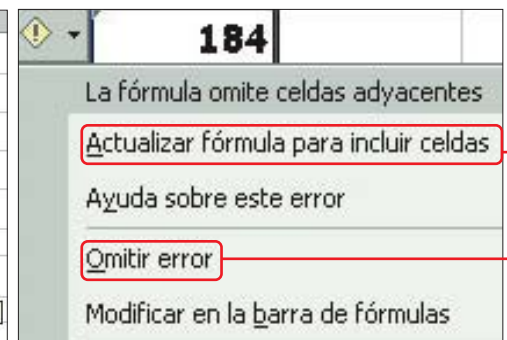 184
La fórmula omite celdas adyacentes
Actualizar fórmula para incluir celdas
Ayuda sobre este error
Omitir error
Modificar en la barra de fórmulas